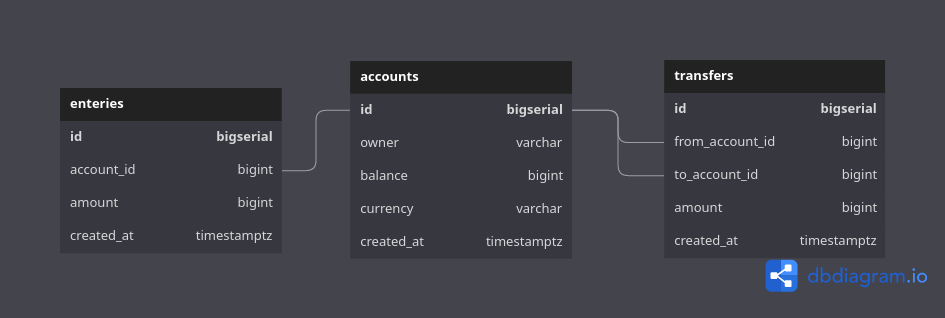 enteries
id bigserial
account_id bigint
amount bigint
created_at timestamptz
accounts
id bigserial
owner varchar
balance bigint
currency varchar
created_at timestamptz
transfers
id bigserial
from_account_id bigint
to_account_id bigint
amount bigint
created_at timestamptz
dbdiagram.io